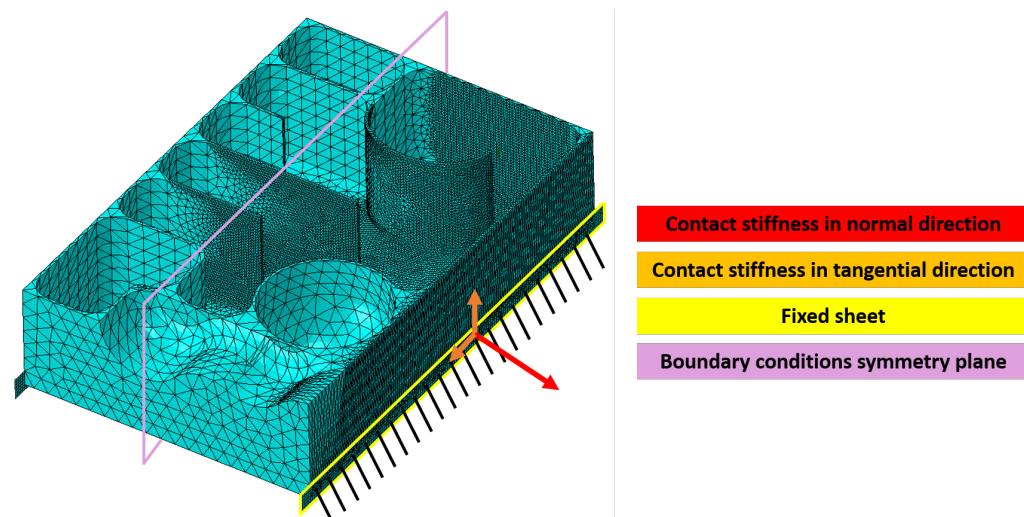 Contact stiffness in normal direction
Contact stiffness in tangential direction
Fixed sheet
Boundary conditions symmetry plane